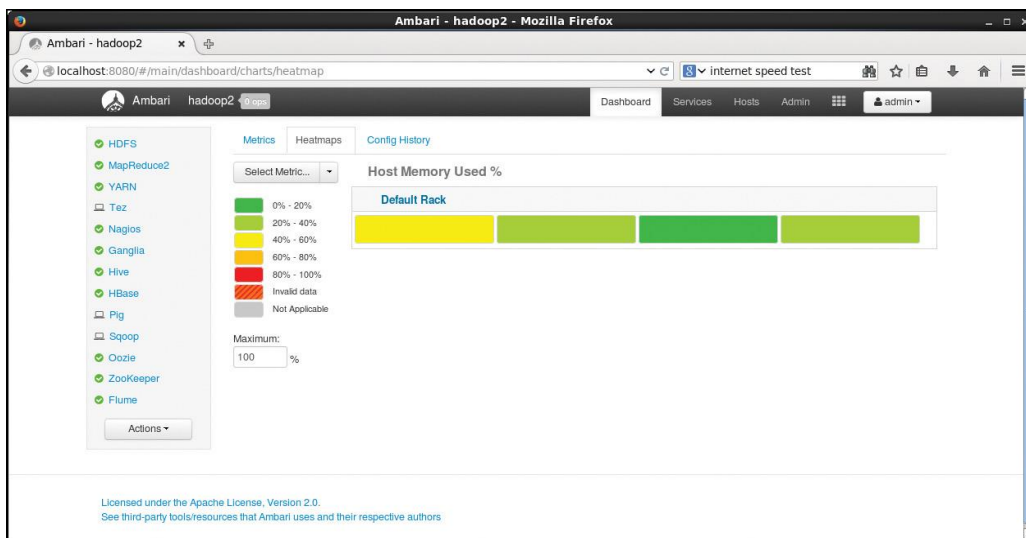 Ambari - hadoop2 - Mozilla Firefox
Ambari - hadoop2
localhost:8080/#/main/dashboard/charts/heatmap
internet speed test
Ambari hadoop2 0 ops Dashboard Services Hosts Admin admin
HDFS
MapReduce2
YARN
Tez
Nagios
Ganglia
Hive
HBase
Pig
Sqoop
Oozie
ZooKeeper
Flume
Actions
Metrics Heatmaps Config History
Select Metric...
0% - 20%
20% - 40%
40% - 60%
60% - 80%
80% - 100%
Invalid data
Not Applicable
Maximum:
100 %
Host Memory Used %
Default Rack
Licensed under the Apache License, Version 2.0.
See third-party tools/resources that Ambari uses and their respective authors